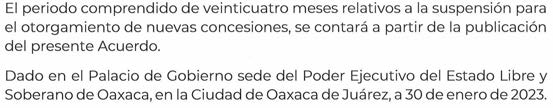 El periodo comprendido de veinticuatro meses relativos a la suspensión para
el otorgamiento de nuevas concesiones, se contará a partir de la publicación
del presente Acuerdo.
Dado en el Palacio de Gobierno sede del Poder Ejecutivo del Estado Libre y
Soberano de Oaxaca, en la Ciudad de Oaxaca de Juárez, a 30 de enero de 2023.